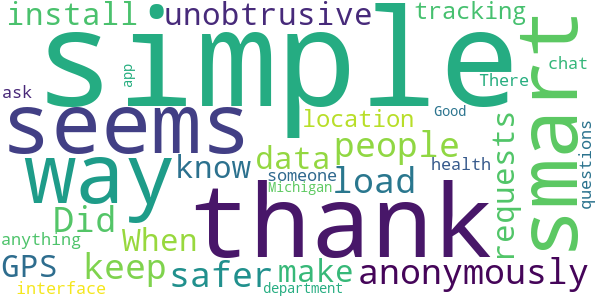 install unobtrusive tracking
simple
smart
chat
ask app There
seems Good
location requests questions
way know data people
someone health
Michigan load
thank
Did When
anything
GPS keep safer make anonymously
interface department